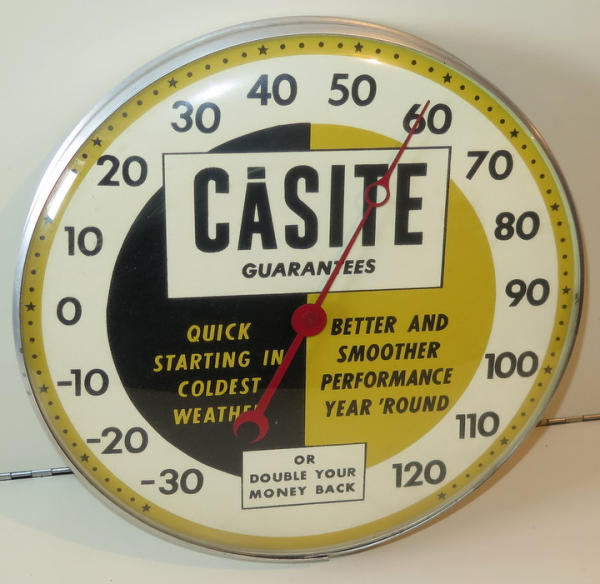 40 50
30 60
20 70
10 80
0 90
-10 100
-20 110
-30 120
CASITE
GUARANTEES
QUICK
STARTING IN
COLDEST
WEATHER
BETTER AND
SMOOTHER
PERFORMANCE
YEAR 'ROUND
OR
DOUBLE YOUR
MONEY BACK